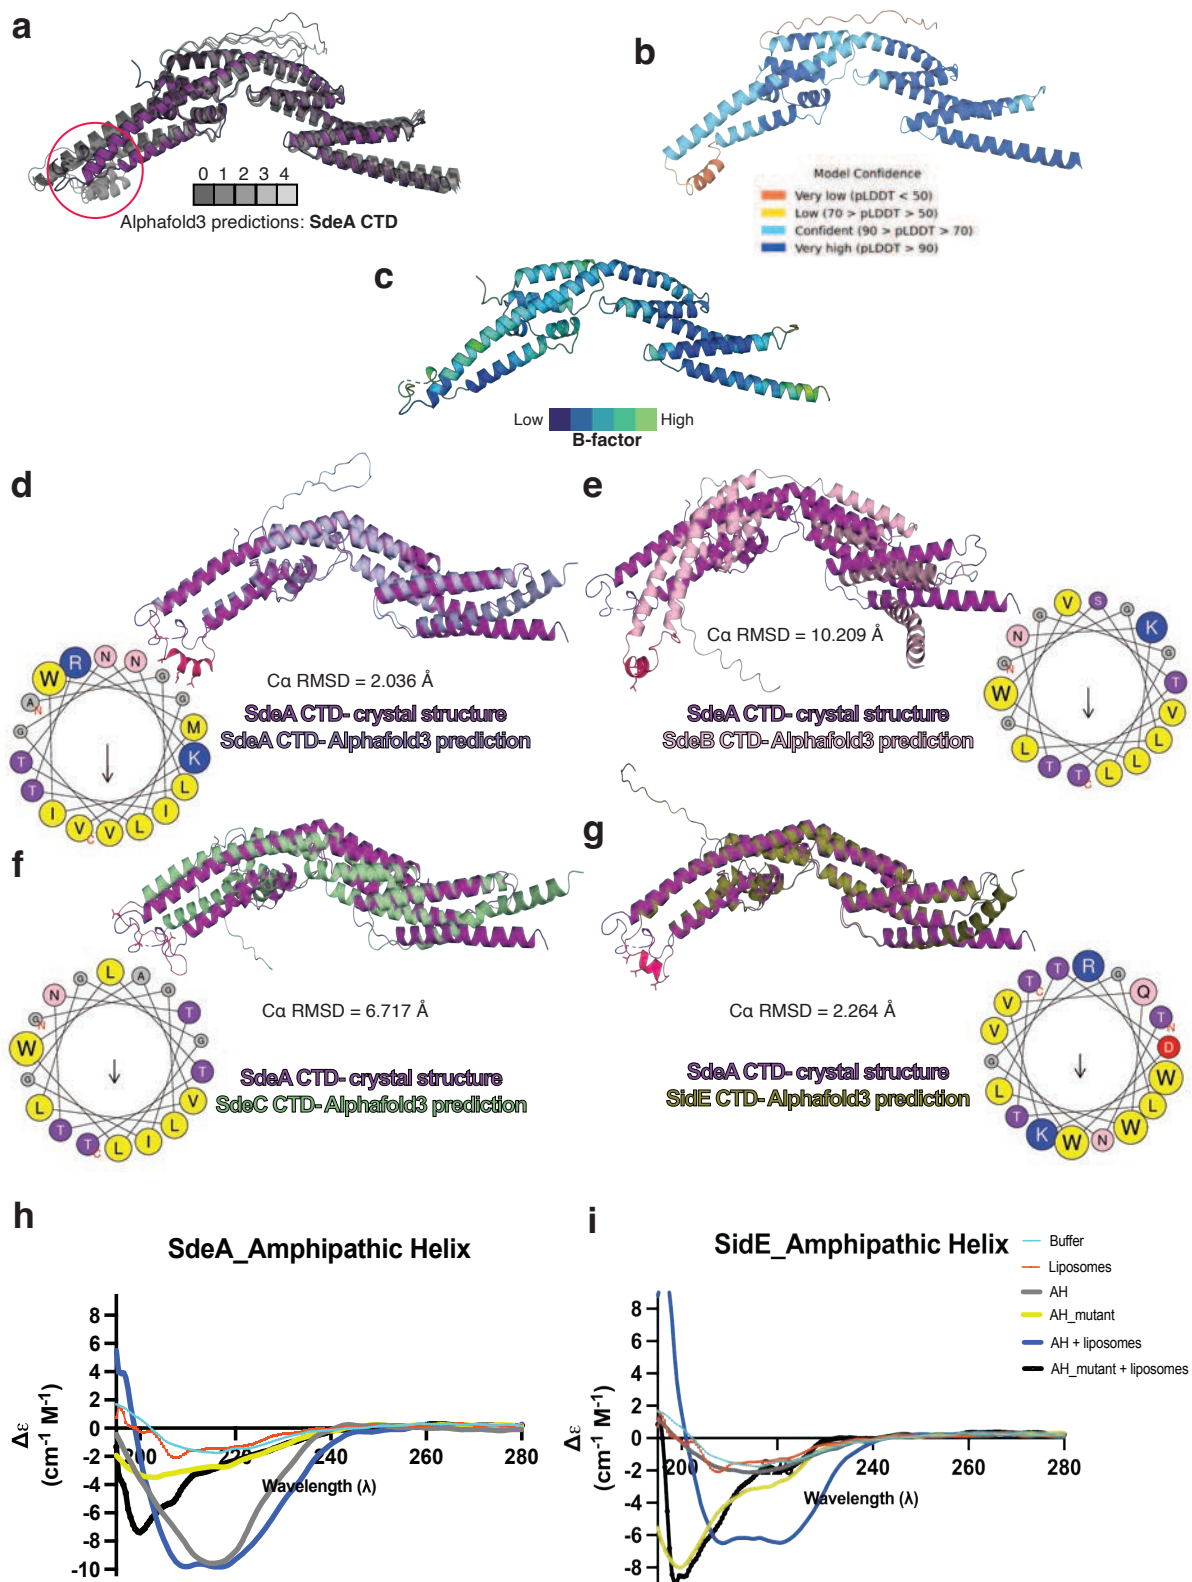 a
0 1 2 3 4
Alphafold3 predictions: SdeA CTD
b
Model Confidence
Very low (pLDDT < 50)
Low (70 > pLDDT > 50)
Confident (90 > pLDDT > 70)
Very high (pLDDT > 90)
c
Low High
B-factor
d
Cα RMSD = 2.036 Å
SdeA CTD- crystal structure
SdeA CTD- Alphafold3 prediction
W R N N G G M K L I L V V I T T G A N C
e
Cα RMSD = 10.209 Å
SdeA CTD- crystal structure
SdeB CTD- Alphafold3 prediction
V S G K G T V L L L T T L G W G N G N C
f
Cα RMSD = 6.717 Å
SdeA CTD- crystal structure
SdeC CTD- Alphafold3 prediction
L A G T G T V L I L T T L G W G N G N C
g
Cα RMSD = 2.264 Å
SdeA CTD- crystal structure
SidE CTD- Alphafold3 prediction
R G Q T D W L W N W K T L G V V T T N C
h
SdeA_Amphipathic Helix
8
6
4
2
0
-2
-4
-6
-8
-10
Δε
(cm⁻¹ M⁻¹)
200 220 240 260 280
Wavelength (λ)
i
SidE_Amphipathic Helix
8
6
4
2
0
-2
-4
-6
-8
Δε
(cm⁻¹ M⁻¹)
200 220 240 260 280
Wavelength (λ)
Buffer
Liposomes
AH
AH_mutant
AH + liposomes
AH_mutant + liposomes